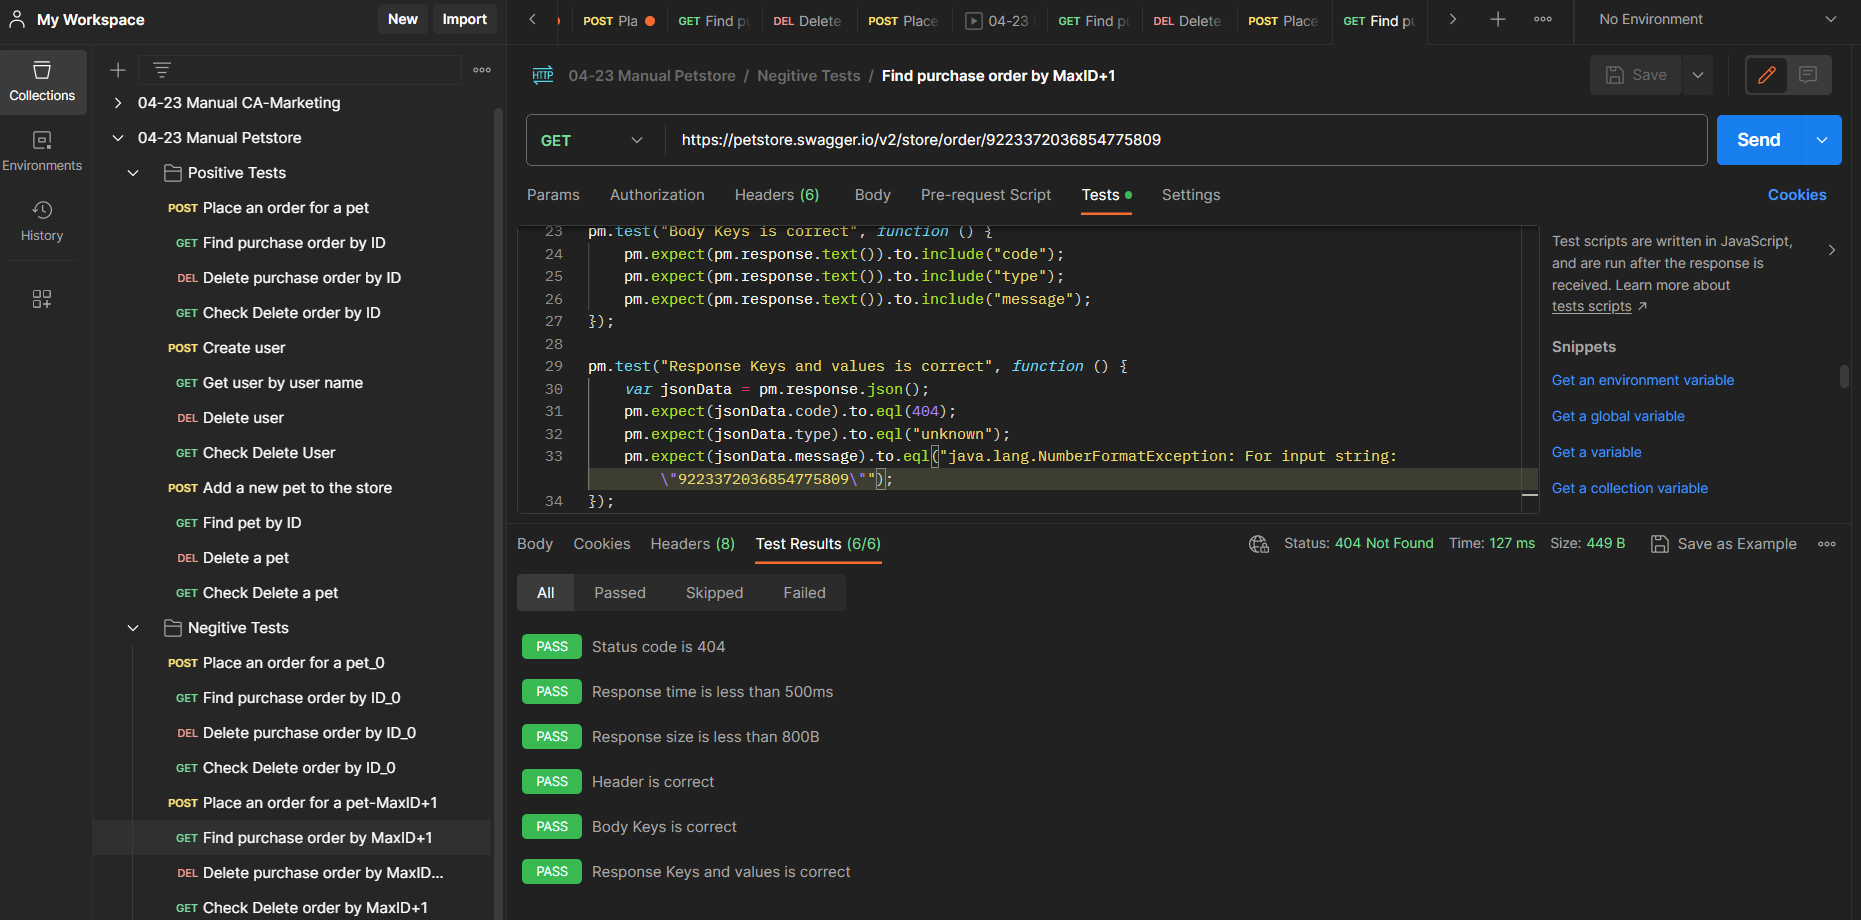 My Workspace
New
Import
POST Pla
GET Find pu
DEL Delete
POST Place
04-23
GET Find pu
DEL Delete
POST Place
GET Find pu
No Environment
Collections
Environments
History
04-23 Manual CA-Marketing
04-23 Manual Petstore
Positive Tests
POST Place an order for a pet
GET Find purchase order by ID
DEL Delete purchase order by ID
GET Check Delete order by ID
POST Create user
GET Get user by user name
DEL Delete user
GET Check Delete User
POST Add a new pet to the store
GET Find pet by ID
DEL Delete a pet
GET Check Delete a pet
Negitive Tests
POST Place an order for a pet_0
GET Find purchase order by ID_0
DEL Delete purchase order by ID_0
GET Check Delete order by ID_0
POST Place an order for a pet-MaxID+1
GET Find purchase order by MaxID+1
DEL Delete purchase order by MaxID...
GET Check Delete order by MaxID+1
HTTP 04-23 Manual Petstore / Negitive Tests / Find purchase order by MaxID+1
Save
GET
https://petstore.swagger.io/v2/store/order/9223372036854775809
Send
Params Authorization Headers (6) Body Pre-request Script Tests Settings
Cookies
23 pm.test("Body Keys is correct", function () {
24 pm.expect(pm.response.text()).to.include("code");
25 pm.expect(pm.response.text()).to.include("type");
26 pm.expect(pm.response.text()).to.include("message");
27 });
28
29 pm.test("Response Keys and values is correct", function () {
30 var jsonData = pm.response.json();
31 pm.expect(jsonData.code).to.eql(404);
32 pm.expect(jsonData.type).to.eql("unknown");
33 pm.expect(jsonData.message).to.eql("java.lang.NumberFormatException: For input string:
\"9223372036854775809\"");
34 });
Test scripts are written in JavaScript,
and are run after the response is
received. Learn more about
tests scripts ↗
Snippets
Get an environment variable
Get a global variable
Get a variable
Get a collection variable
Body Cookies Headers (8) Test Results (6/6)
Status: 404 Not Found Time: 127 ms Size: 449 B
Save as Example
All Passed Skipped Failed
PASS Status code is 404
PASS Response time is less than 500ms
PASS Response size is less than 800B
PASS Header is correct
PASS Body Keys is correct
PASS Response Keys and values is correct